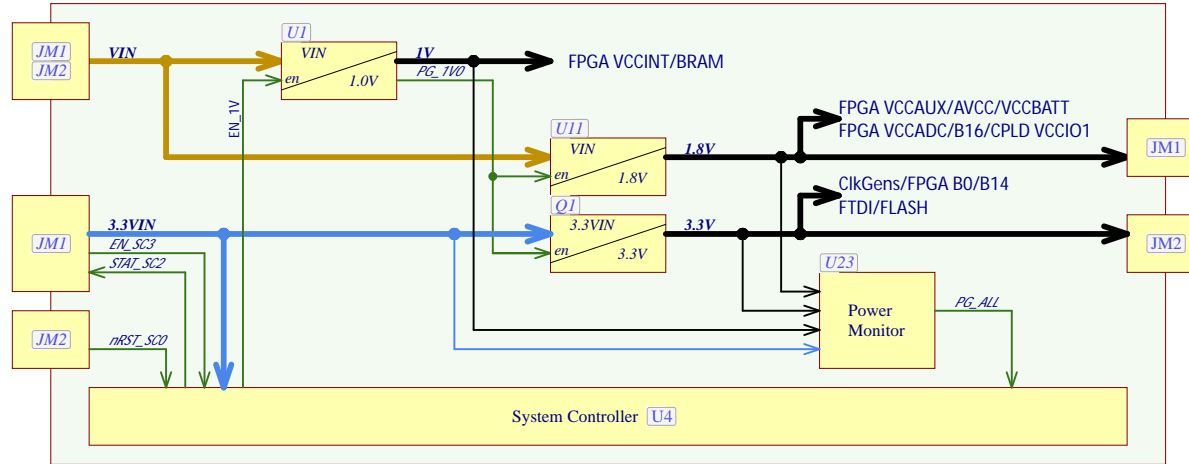 JM1
JM2
VIN
U1
VIN
en
1.0V
1V
PG_1V0
FPGA VCCINT/BRAM
EN_1V
U11
VIN
en
1.8V
1.8V
FPGA VCCAUX/AVCC/VCCBATT
FPGA VCCADC/B16/CPLD VCCIO1
JM1
JM1
3.3VIN
EN_SC3
STAT_SC2
Q1
3.3VIN
en
3.3V
3.3V
ClkGens/FPGA B0/B14
FTDI/FLASH
JM2
U23
Power
Monitor
PG_ALL
JM2
nRST_SC0
System Controller U4